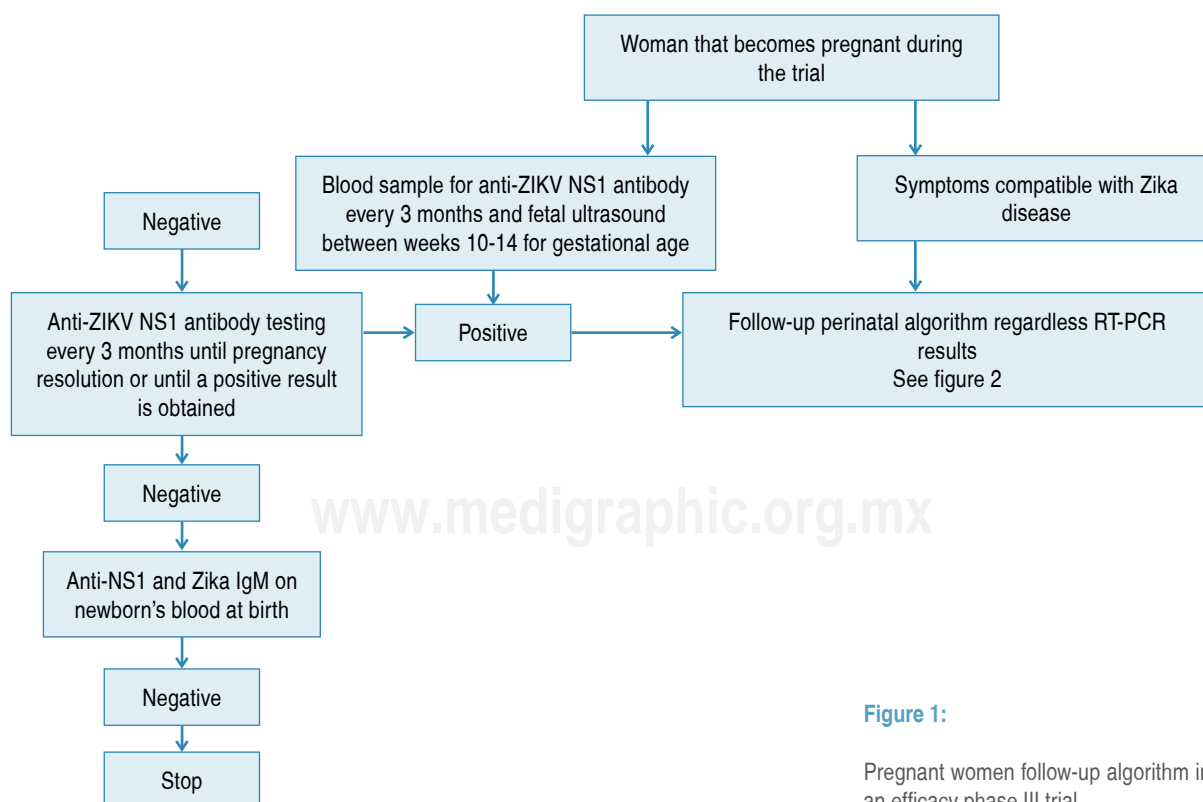 Woman that becomes pregnant during
the trial
Blood sample for anti-ZIKV NS1 antibody
every 3 months and fetal ultrasound
between weeks 10-14 for gestational age
Symptoms compatible with Zika
disease
Negative
Anti-ZIKV NS1 antibody testing
every 3 months until pregnancy
resolution or until a positive result
is obtained
Positive
Follow-up perinatal algorithm regardless RT-PCR
results
See figure 2
Negative
www.medigraphic.org.mx
Anti-NS1 and Zika IgM on
newborn's blood at birth
Negative
Stop
Figure 1:
Pregnant women follow-up algorithm in
an efficacy phase III trial